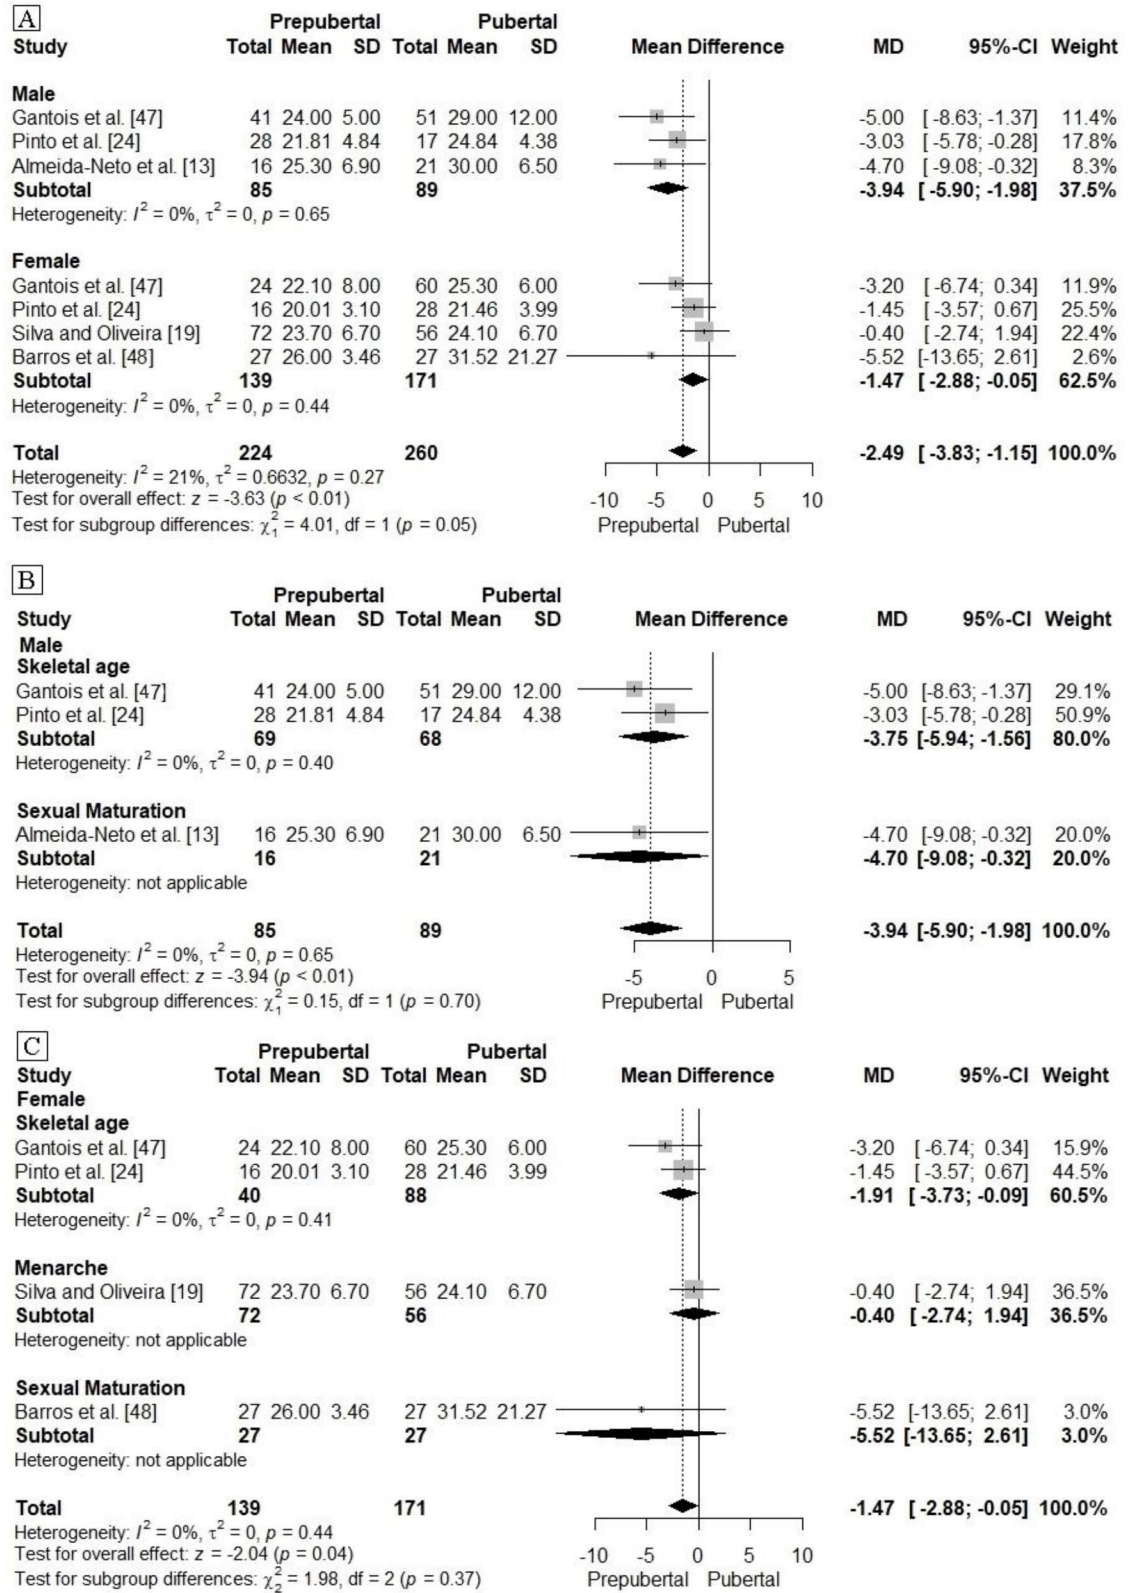 A
Prepubertal Pubertal
Study Total Mean SD Total Mean SD Mean Difference MD 95%-CI Weight
Male
Gantois et al. [47] 41 24.00 5.00 51 29.00 12.00 -5.00 [ -8.63; -1.37] 11.4%
Pinto et al. [24] 28 21.81 4.84 17 24.84 4.38 -3.03 [ -5.78; -0.28] 17.8%
Almeida-Neto et al. [13] 16 25.30 6.90 21 30.00 6.50 -4.70 [ -9.08; -0.32] 8.3%
Subtotal 85 89 -3.94 [ -5.90; -1.98] 37.5%
Heterogeneity: I² = 0%, τ² = 0, p = 0.65
Female
Gantois et al. [47] 24 22.10 8.00 60 25.30 6.00 -3.20 [ -6.74; 0.34] 11.9%
Pinto et al. [24] 16 20.01 3.10 28 21.46 3.99 -1.45 [ -3.57; 0.67] 25.5%
Silva and Oliveira [19] 72 23.70 6.70 56 24.10 6.70 -0.40 [ -2.74; 1.94] 22.4%
Barros et al. [48] 27 26.00 3.46 27 31.52 21.27 -5.52 [-13.65; 2.61] 2.6%
Subtotal 139 171 -1.47 [ -2.88; -0.05] 62.5%
Heterogeneity: I² = 0%, τ² = 0, p = 0.44
Total 224 260 -2.49 [ -3.83; -1.15] 100.0%
Heterogeneity: I² = 21%, τ² = 0.6632, p = 0.27
Test for overall effect: z = -3.63 (p < 0.01)
-10 -5 0 5 10
Test for subgroup differences: χ₁² = 4.01, df = 1 (p = 0.05)
Prepubertal Pubertal
B
Prepubertal Pubertal
Study Total Mean SD Total Mean SD Mean Difference MD 95%-CI Weight
Male
Skeletal age
Gantois et al. [47] 41 24.00 5.00 51 29.00 12.00 -5.00 [-8.63; -1.37] 29.1%
Pinto et al. [24] 28 21.81 4.84 17 24.84 4.38 -3.03 [-5.78; -0.28] 50.9%
Subtotal 69 68 -3.75 [-5.94; -1.56] 80.0%
Heterogeneity: I² = 0%, τ² = 0, p = 0.40
Sexual Maturation
Almeida-Neto et al. [13] 16 25.30 6.90 21 30.00 6.50 -4.70 [-9.08; -0.32] 20.0%
Subtotal 16 21 -4.70 [-9.08; -0.32] 20.0%
Heterogeneity: not applicable
Total 85 89 -3.94 [-5.90; -1.98] 100.0%
Heterogeneity: I² = 0%, τ² = 0, p = 0.65
Test for overall effect: z = -3.94 (p < 0.01)
-5 0 5
Test for subgroup differences: χ₁² = 0.15, df = 1 (p = 0.70)
Prepubertal Pubertal
C
Prepubertal Pubertal
Study Total Mean SD Total Mean SD Mean Difference MD 95%-CI Weight
Female
Skeletal age
Gantois et al. [47] 24 22.10 8.00 60 25.30 6.00 -3.20 [ -6.74; 0.34] 15.9%
Pinto et al. [24] 16 20.01 3.10 28 21.46 3.99 -1.45 [ -3.57; 0.67] 44.5%
Subtotal 40 88 -1.91 [ -3.73; -0.09] 60.5%
Heterogeneity: I² = 0%, τ² = 0, p = 0.41
Menarche
Silva and Oliveira [19] 72 23.70 6.70 56 24.10 6.70 -0.40 [ -2.74; 1.94] 36.5%
Subtotal 72 56 -0.40 [ -2.74; 1.94] 36.5%
Heterogeneity: not applicable
Sexual Maturation
Barros et al. [48] 27 26.00 3.46 27 31.52 21.27 -5.52 [-13.65; 2.61] 3.0%
Subtotal 27 27 -5.52 [-13.65; 2.61] 3.0%
Heterogeneity: not applicable
Total 139 171 -1.47 [ -2.88; -0.05] 100.0%
Heterogeneity: I² = 0%, τ² = 0, p = 0.44
Test for overall effect: z = -2.04 (p = 0.04)
-10 -5 0 5 10
Test for subgroup differences: χ₂² = 1.98, df = 2 (p = 0.37)
Prepubertal Pubertal